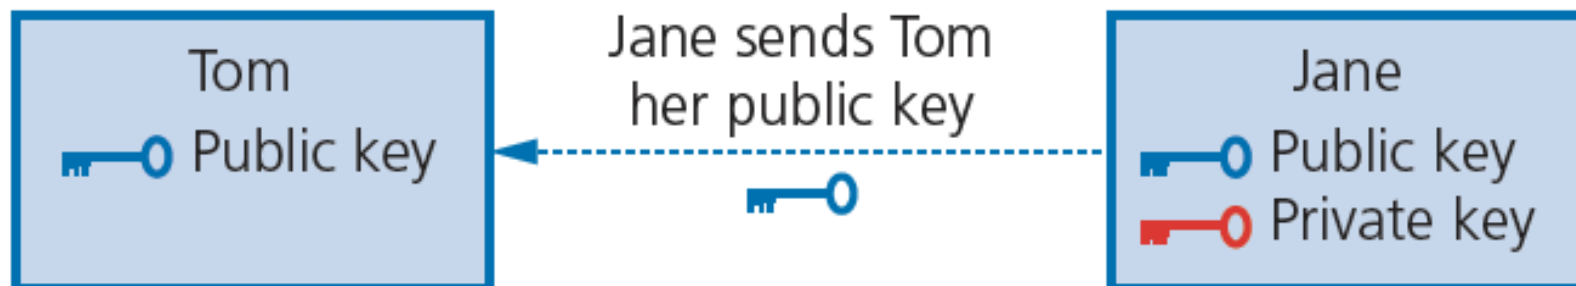 Tom
Public key
Jane sends Tom
her public key
Jane
Public key
Private key